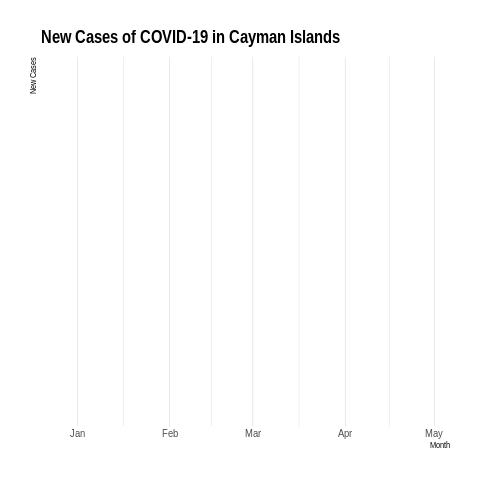 New Cases of COVID-19 in Cayman Islands
New Cases
Jan Feb Mar Apr May
Month